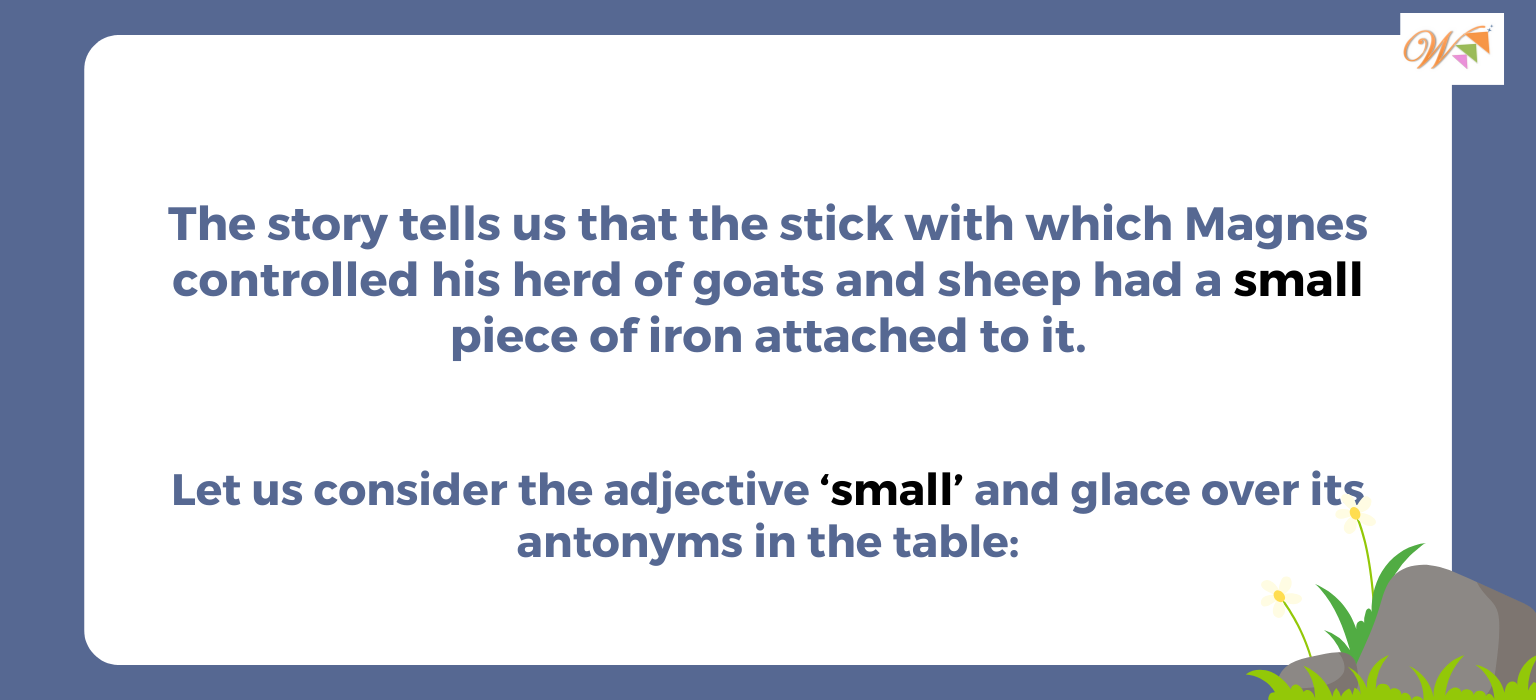 W
The story tells us that the stick with which Magnes
controlled his herd of goats and sheep had a small
piece of iron attached to it.
Let us consider the adjective ‘small’ and glace over its
antonyms in the table: